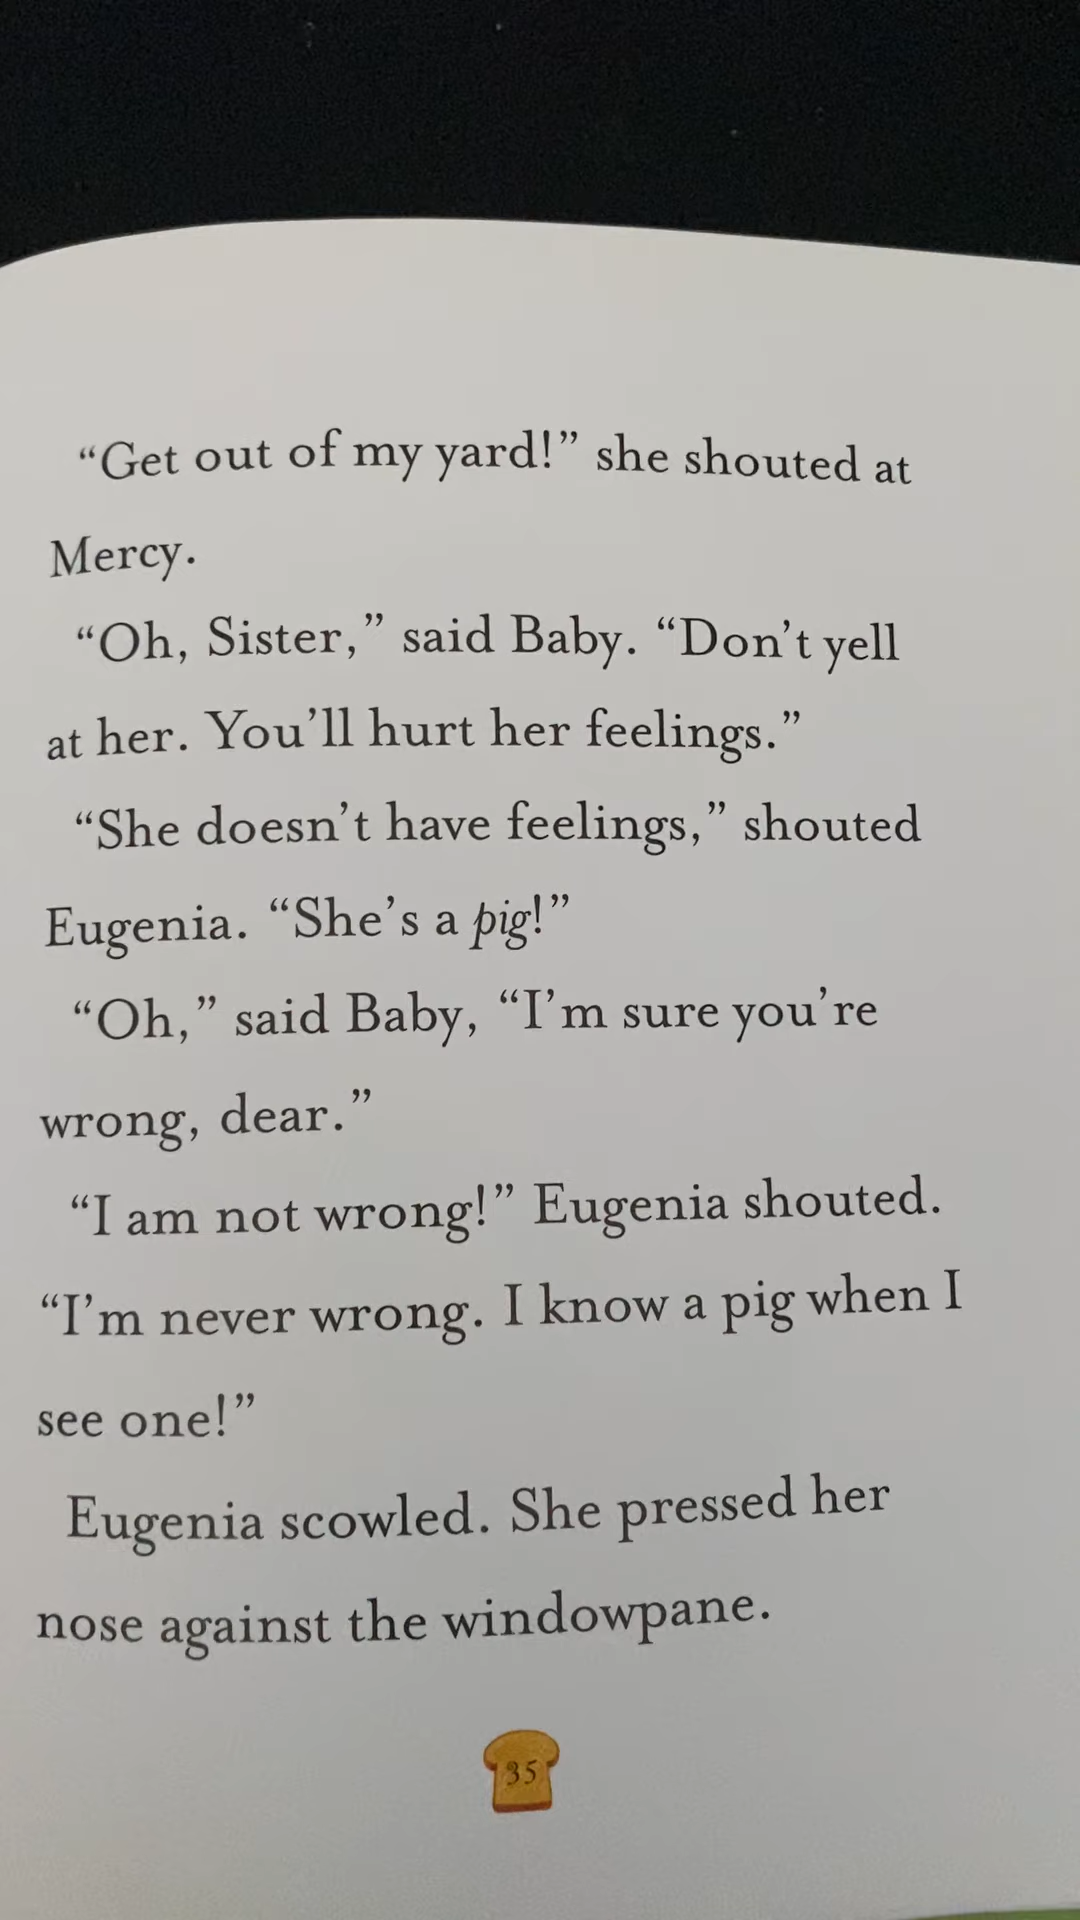 “Get out of my yard!” she shouted at
Mercy.
“Oh, Sister,” said Baby. “Don’t yell
at her. You’ll hurt her feelings.”
“She doesn’t have feelings,” shouted
Eugenia. “She’s a pig!”
“Oh,” said Baby, “I’m sure you’re
wrong, dear.”
“I am not wrong!” Eugenia shouted.
“I’m never wrong. I know a pig when I
see one!”
Eugenia scowled. She pressed her
nose against the windowpane.
35